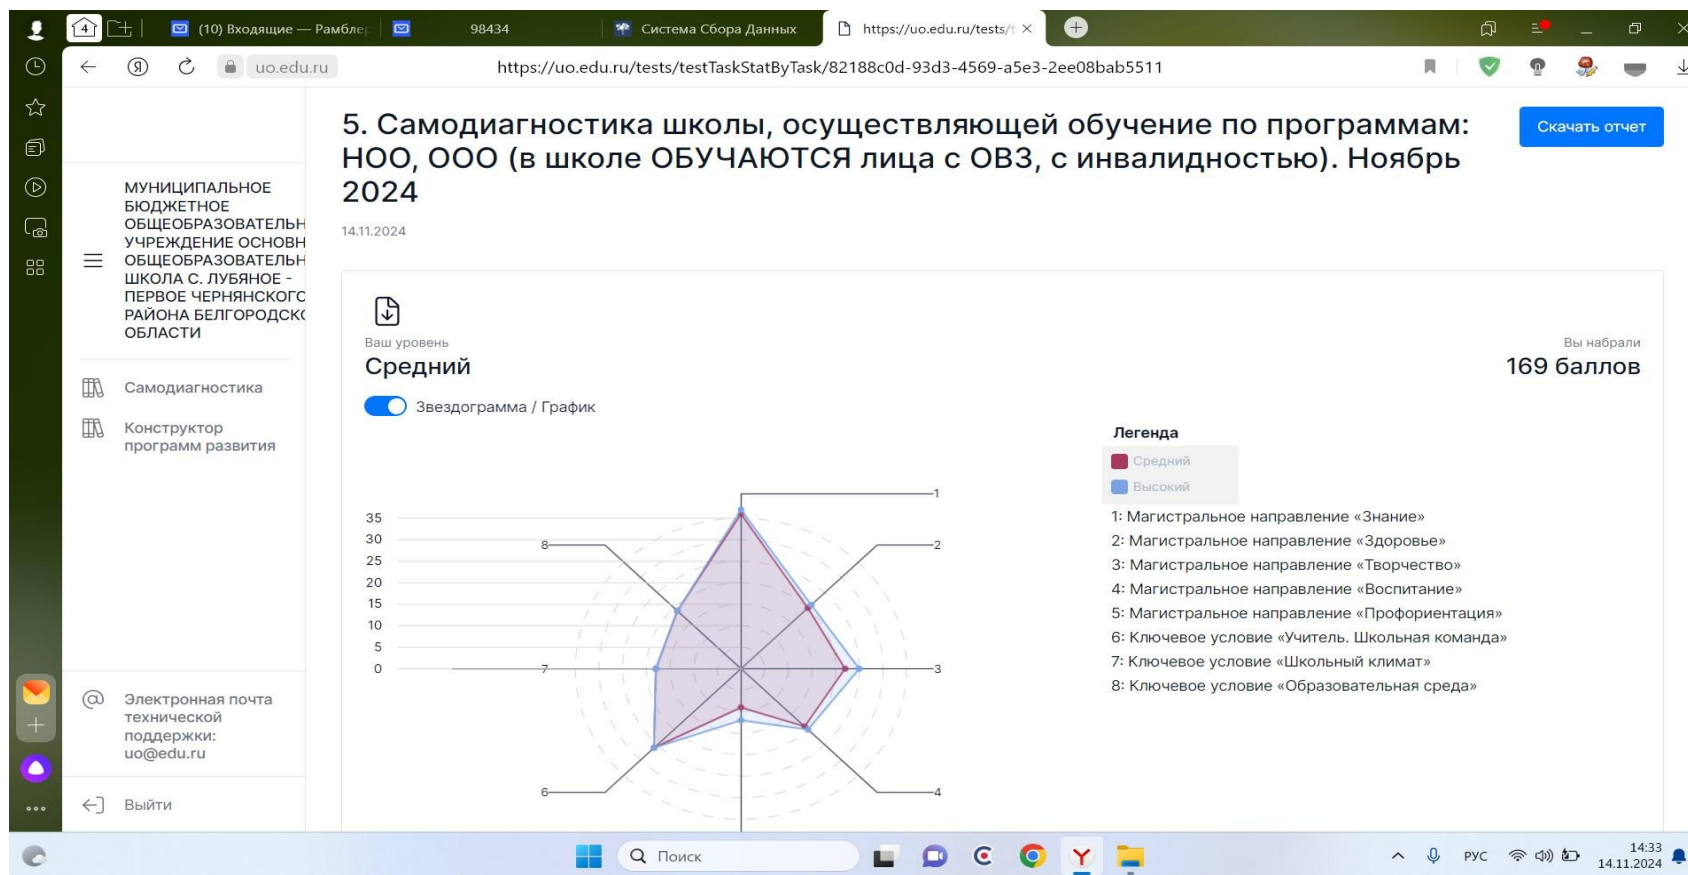 4
(10) Входящие — Рамблер
98434
Система Сбора Данных
https://uo.edu.ru/tests/t
uo.edu.ru
https://uo.edu.ru/tests/testTaskStatByTask/82188c0d-93d3-4569-a5e3-2ee08bab5511
МУНИЦИПАЛЬНОЕ
БЮДЖЕТНОЕ
ОБЩЕОБРАЗОВАТЕЛЬН
УЧРЕЖДЕНИЕ ОСНОВН
ОБЩЕОБРАЗОВАТЕЛЬН
ШКОЛА С. ЛУБЯНОЕ -
ПЕРВОЕ ЧЕРНЯНСКОГО
РАЙОНА БЕЛГОРОДСКО
ОБЛАСТИ
Самодиагностика
Конструктор
программ развития
Электронная почта
технической
поддержки:
uo@edu.ru
Выйти
5. Самодиагностика школы, осуществляющей обучение по программам:
НОО, ООО (в школе ОБУЧАЮТСЯ лица с ОВЗ, с инвалидностью). Ноябрь
2024
Скачать отчет
14.11.2024
Ваш уровень
Средний
Вы набрали
169 баллов
Звездограмма / График
35
30
25
20
15
10
5
0
1
2
3
4
6
7
8
Легенда
Средний
Высокий
1: Магистральное направление «Знание»
2: Магистральное направление «Здоровье»
3: Магистральное направление «Творчество»
4: Магистральное направление «Воспитание»
5: Магистральное направление «Профориентация»
6: Ключевое условие «Учитель. Школьная команда»
7: Ключевое условие «Школьный климат»
8: Ключевое условие «Образовательная среда»
Поиск
РУС
14:33
14.11.2024